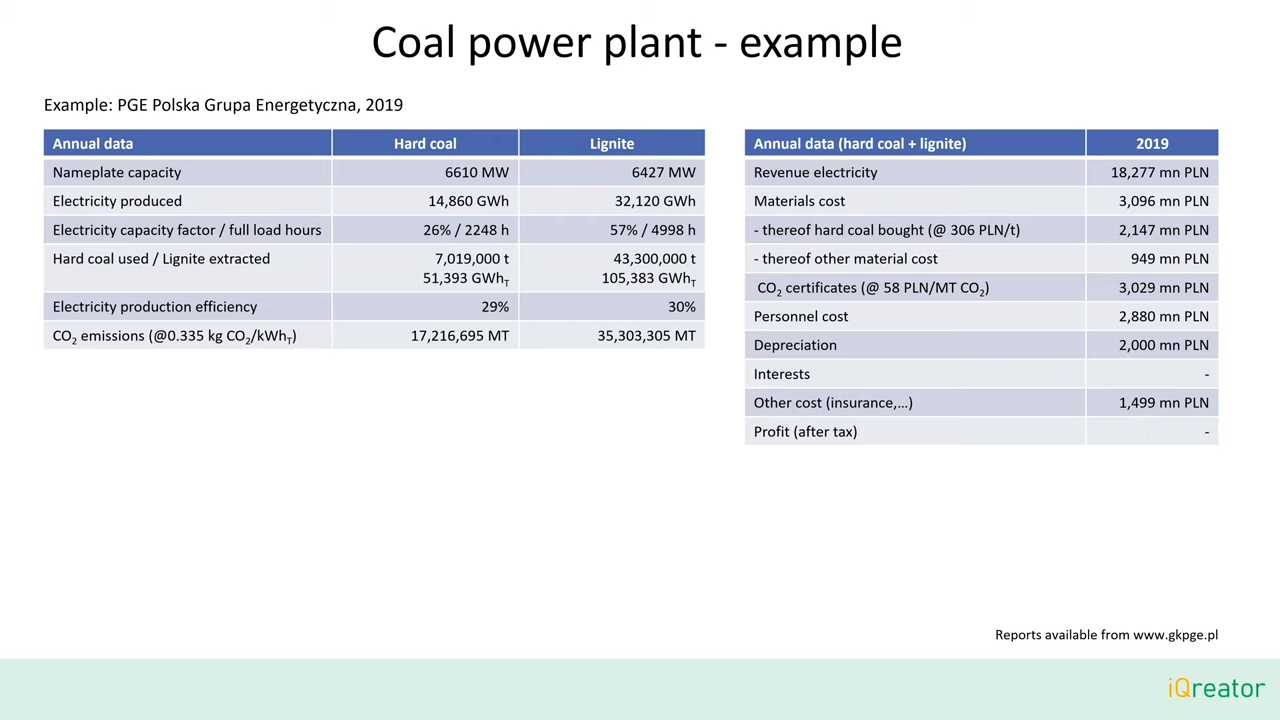 Coal power plant - example
Example: PGE Polska Grupa Energetyczna, 2019
Annual data Hard coal Lignite
Nameplate capacity 6610 MW 6427 MW
Electricity produced 14,860 GWh 32,120 GWh
Electricity capacity factor / full load hours 26% / 2248 h 57% / 4998 h
Hard coal used / Lignite extracted 7,019,000 t 43,300,000 t
51,393 GWhT 105,383 GWhT
Electricity production efficiency 29% 30%
CO2 emissions (@0.335 kg CO2/kWhT) 17,216,695 MT 35,303,305 MT
Annual data (hard coal + lignite) 2019
Revenue electricity 18,277 mn PLN
Materials cost 3,096 mn PLN
- thereof hard coal bought (@ 306 PLN/t) 2,147 mn PLN
- thereof other material cost 949 mn PLN
CO2 certificates (@ 58 PLN/MT CO2) 3,029 mn PLN
Personnel cost 2,880 mn PLN
Depreciation 2,000 mn PLN
Interests -
Other cost (insurance,...) 1,499 mn PLN
Profit (after tax) -
Reports available from www.gkpge.pl
iQreator